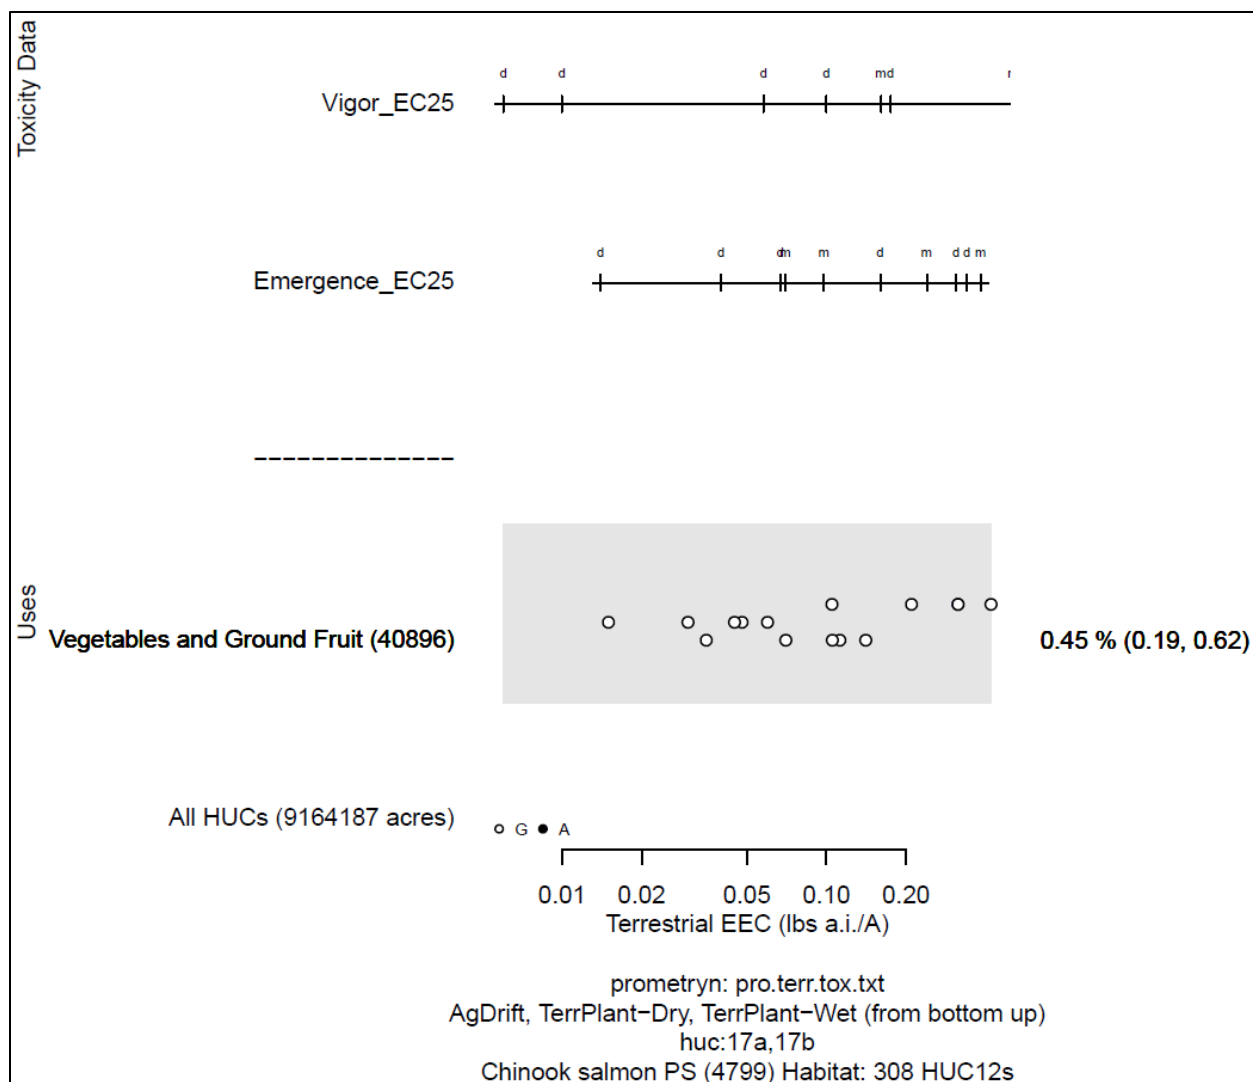 Toxicity Data
d d d d m d
Vigor_EC25
d d m m d m d d m
Emergence_EC25
--------------
Uses
Vegetables and Ground Fruit (40896)
0.45 % (0.19, 0.62)
All HUCs (9164187 acres)
G A
0.01 0.02 0.05 0.10 0.20
Terrestrial EEC (lbs a.i./A)
prometryn: pro.terr.tox.txt
AgDrift, TerrPlant−Dry, TerrPlant−Wet (from bottom up)
huc:17a,17b
Chinook salmon PS (4799) Habitat: 308 HUC12s